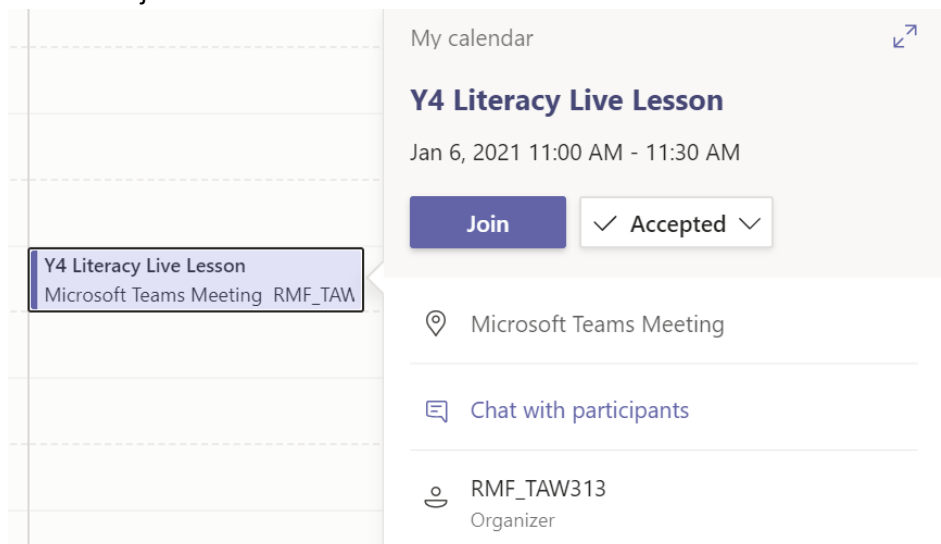 My calendar
Y4 Literacy Live Lesson
Jan 6, 2021 11:00 AM - 11:30 AM
Join
Accepted
Y4 Literacy Live Lesson
Microsoft Teams Meeting RMF_TAW
Microsoft Teams Meeting
Chat with participants
RMF_TAW313
Organizer